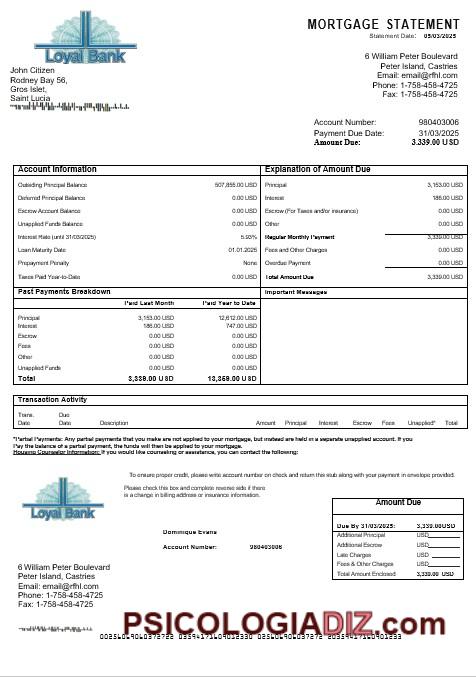 Loyal Bank
MORTGAGE STATEMENT
Statement Date: 05/03/2025
John Citizen
Rodney Bay 56,
Gros Islet,
Saint Lucia
6 William Peter Boulevard
Peter Island, Castries
Email: email@rfhl.com
Phone: 1-758-458-4725
Fax: 1-758-458-4725
Account Number: 980403006
Payment Due Date: 31/03/2025
Amount Due: 3.339.00 USD
Account Information
Outsiding Principal Balance 507,855.00 USD
Deferred Principal Balance 0.00 USD
Escrow Account Balance 0.00 USD
Unapplied Funds Balance 0.00 USD
Interest Rate (until 31/03/2025) 5.93%
Loan Maturity Date 01.01.2025
Prepayment Penalty None
Taxes Paid Year-to-Date 0.00 USD
Explanation of Amount Due
Principal 3,153.00 USD
Interest 186.00 USD
Escrow (For Taxes and/or insurance) 0.00 USD
Other 0.00 USD
Regular Monthly Payment 3,339.00 USD
Fees and Other Charges 0.00 USD
Overdue Payment 0.00 USD
Total Amount Due 3,339.00 USD
Past Payments Breakdown
Paid Last Month Paid Year to Date
Principal 3,153.00 USD 12,612.00 USD
Interest 186.00 USD 747.00 USD
Escrow 0.00 USD 0.00 USD
Fees 0.00 USD 0.00 USD
Other 0.00 USD 0.00 USD
Unapplied Funds 0.00 USD 0.00 USD
Total 3,339.00 USD 13,359.00 USD
Important Messages
Transaction Activity
Trans. Date Due Date Description Amount Principal Interest Escrow Fees Unapplied* Total
*Partial Payments: Any partial payments that you make are not applied to your mortgage, but instead are held in a separate unapplied account. If you
Pay the balance of a partial payment, the funds will then be applied to your mortgage.
Housing Counselor Information: If you would like counseling or assistance, you can contact the following:
To ensure proper credit, please write account number on check and return this stub along with your payment in envelope provided.
Loyal Bank
Please check this box and complete reverse side if there
is a change in billing address or insurance information.
Dominique Evans
Account Number: 980403006
Amount Due
Due By 31/03/2025: 3,339.00USD
Additional Principal USD
Additional Escrow USD
Late Charges USD
Fees & Other Charges USD
Total Amount Enclosed 3,339.00 USD
6 William Peter Boulevard
Peter Island, Castries
Email: email@rfhl.com
Phone: 1-758-458-4725
Fax: 1-758-458-4725
PSICOLOGIADIZ.com